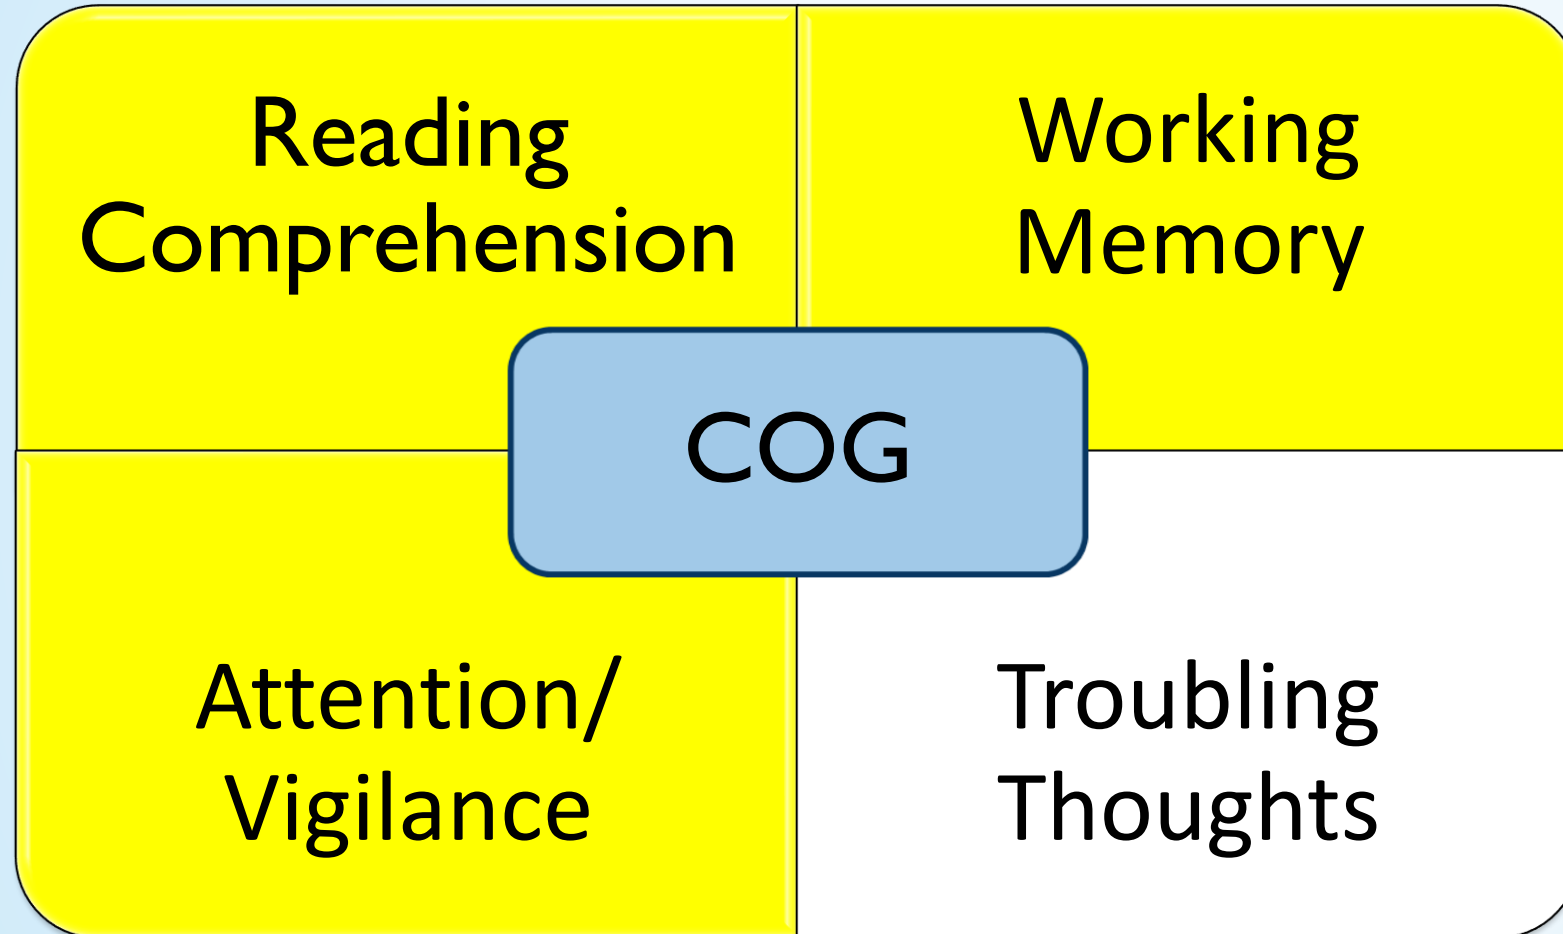 Reading
Comprehension
Working
Memory
COG
Attention/
Vigilance
Troubling
Thoughts